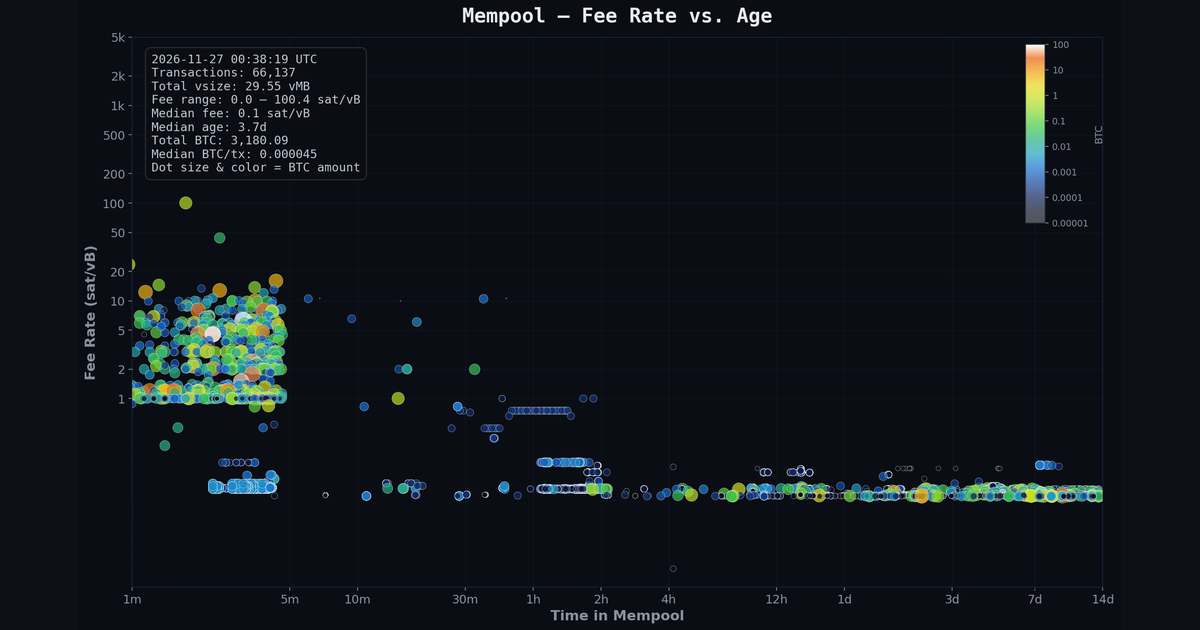 Mempool — Fee Rate vs. Age
2026-11-27 00:38:19 UTC
Transactions: 66,137
Total vsize: 29.55 vMB
Fee range: 0.0 — 100.4 sat/vB
Median fee: 0.1 sat/vB
Median age: 3.7d
Total BTC: 3,180.09
Median BTC/tx: 0.000045
Dot size & color = BTC amount
5k
2k
1k
500
200
100
50
20
10
5
2
1
Fee Rate (sat/vB)
100
10
1
0.1
0.01
0.001
0.0001
0.00001
BTC
1m
5m
10m
30m
1h
2h
4h
12h
1d
3d
7d
14d
Time in Mempool